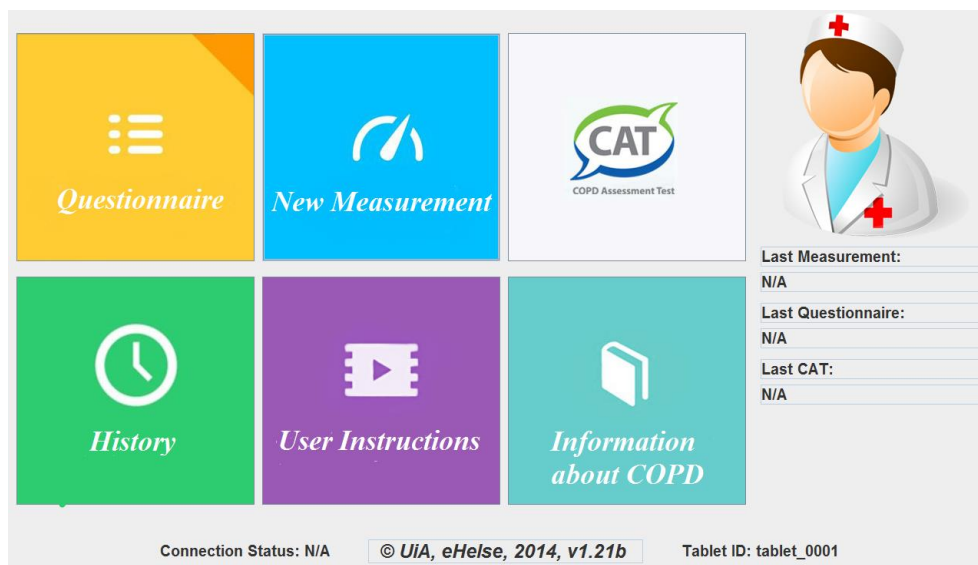 Questionnaire
New Measurement
CAT
COPD Assessment Test
History
User Instructions
Information
about COPD
Last Measurement:
N/A
Last Questionnaire:
N/A
Last CAT:
N/A
Connection Status: N/A
© UiA, eHelse, 2014, v1.21b
Tablet ID: tablet_0001